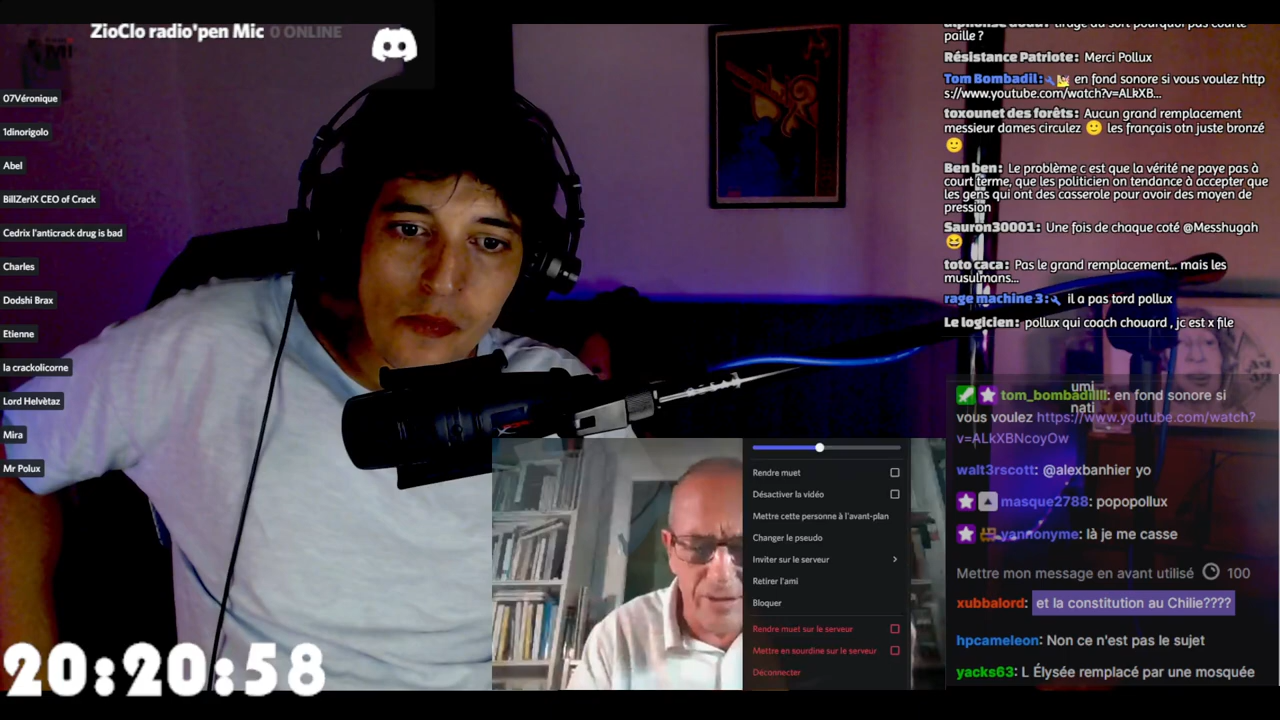 ZioClo radio'pen Mic 0 ONLINE
07Véronique
1dinorigolo
Abel
BillZeriX CEO of Crack
Cedrix l'anticrack drug is bad
Charles
Dodshi Brax
Etienne
la crackolicorne
Lord Helvètaz
Mira
Mr Polux
20:20:58
Rendre muet
Désactiver la vidéo
Mettre cette personne à l'avant-plan
Changer le pseudo
Inviter sur le serveur
Retirer l'ami
Bloquer
Rendre muet sur le serveur
Mettre en sourdine sur le serveur
Déconnecter
tirage au sort pourquoi pas courte
paille ?
Résistance Patriote: Merci Pollux
Tom Bombadil: en fond sonore si vous voulez http
s://www.youtube.com/watch?v=ALkXB...
toxounet des forêts: Aucun grand remplacement
messieur dames circulez 🙂 les français otn juste bronzé
🙂
Ben ben: Le problème c est que la vérité ne paye pas à
court terme, que les politicien on tendance à accepter que
les gens qui ont des casserole pour avoir des moyen de
pression
Sauron30001: Une fois de chaque coté @Messhugah
😆
toto caca: Pas le grand remplacement... mais les
musulmans...
rage machine 3: il a pas tord pollux
Le logicien: pollux qui coach chouard , jc est x file
umi
nati
tom_bombadilllll: en fond sonore si
vous voulez https://www.youtube.com/watch?
v=ALkXBNcoyOw
walt3rscott: @alexbanhier yo
masque2788: popopollux
yannonyme: là je me casse
Mettre mon message en avant utilisé 100
xubbalord: et la constitution au Chilie????
hpcameleon: Non ce n'est pas le sujet
yacks63: L Élysée remplacé par une mosquée